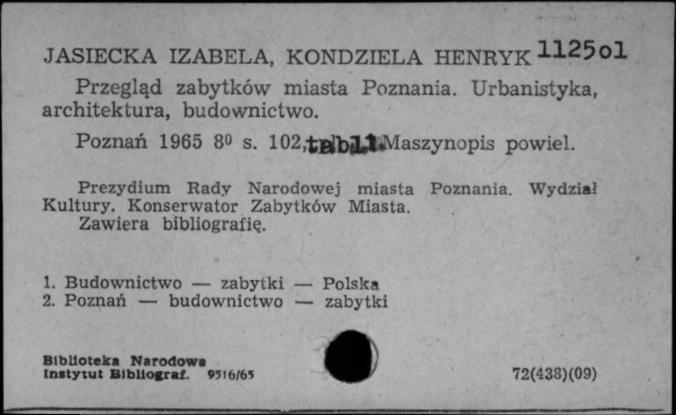 JASIECKA IZABELA, KONDZIELA HENRYK 112501
Przegląd zabytków miasta Poznania. Urbanistyka,
architektura, budownictwo.
Poznań 1965 8⁰ s. 102, Maszynopis powiel.
Prezydium Rady Narodowej miasta Poznania. Wydział
Kultury. Konserwator Zabytków Miasta.
Zawiera bibliografię.
1. Budownictwo — zabytki — Polska
2. Poznań — budownictwo — zabytki
Biblioteka Narodowa
Instytut Bibliograf. 9516/65 72(438)(09)